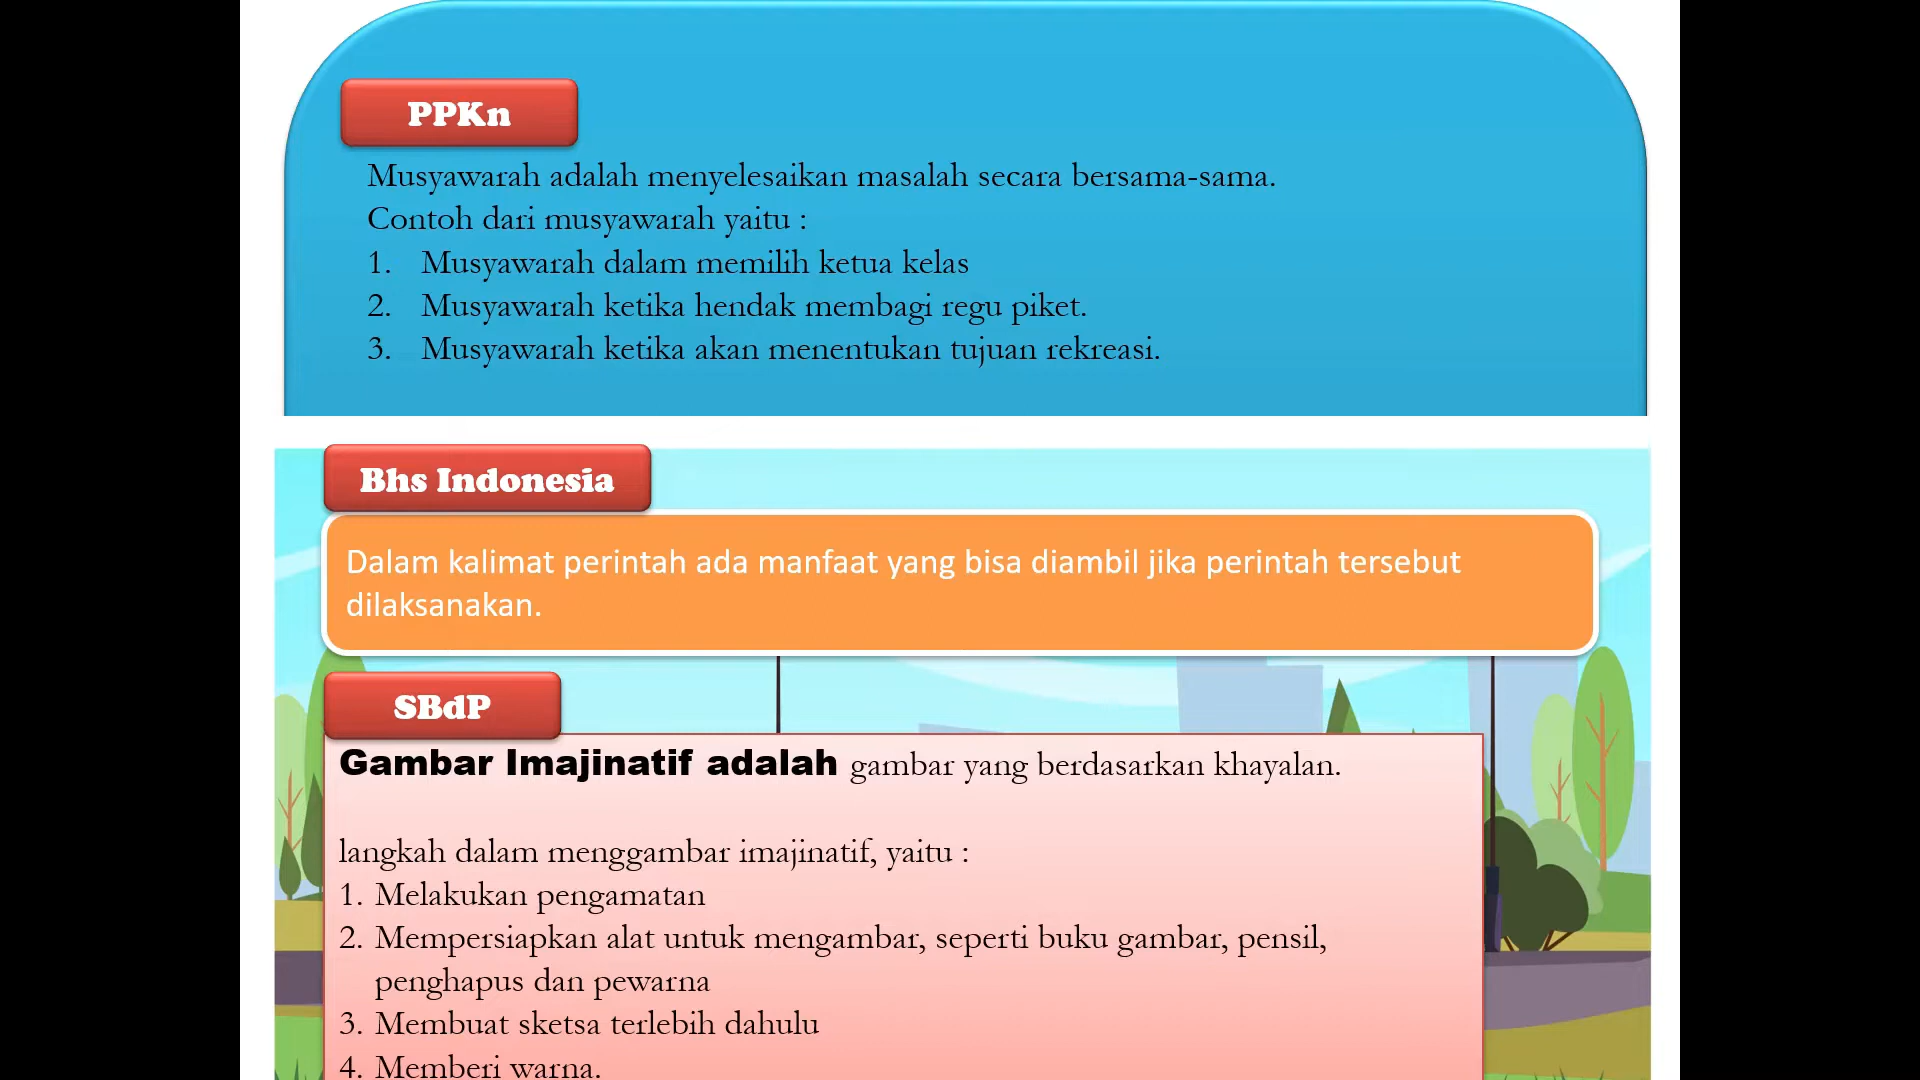 PPKn
Musyawarah adalah menyelesaikan masalah secara bersama-sama.
Contoh dari musyawarah yaitu :
1. Musyawarah dalam memilih ketua kelas
2. Musyawarah ketika hendak membagi regu piket.
3. Musyawarah ketika akan menentukan tujuan rekreasi.
Bhs Indonesia
Dalam kalimat perintah ada manfaat yang bisa diambil jika perintah tersebut
dilaksanakan.
SBdP
Gambar Imajinatif adalah gambar yang berdasarkan khayalan.
langkah dalam menggambar imajinatif, yaitu :
1. Melakukan pengamatan
2. Mempersiapkan alat untuk mengambar, seperti buku gambar, pensil,
penghapus dan pewarna
3. Membuat sketsa terlebih dahulu
4. Memberi warna.